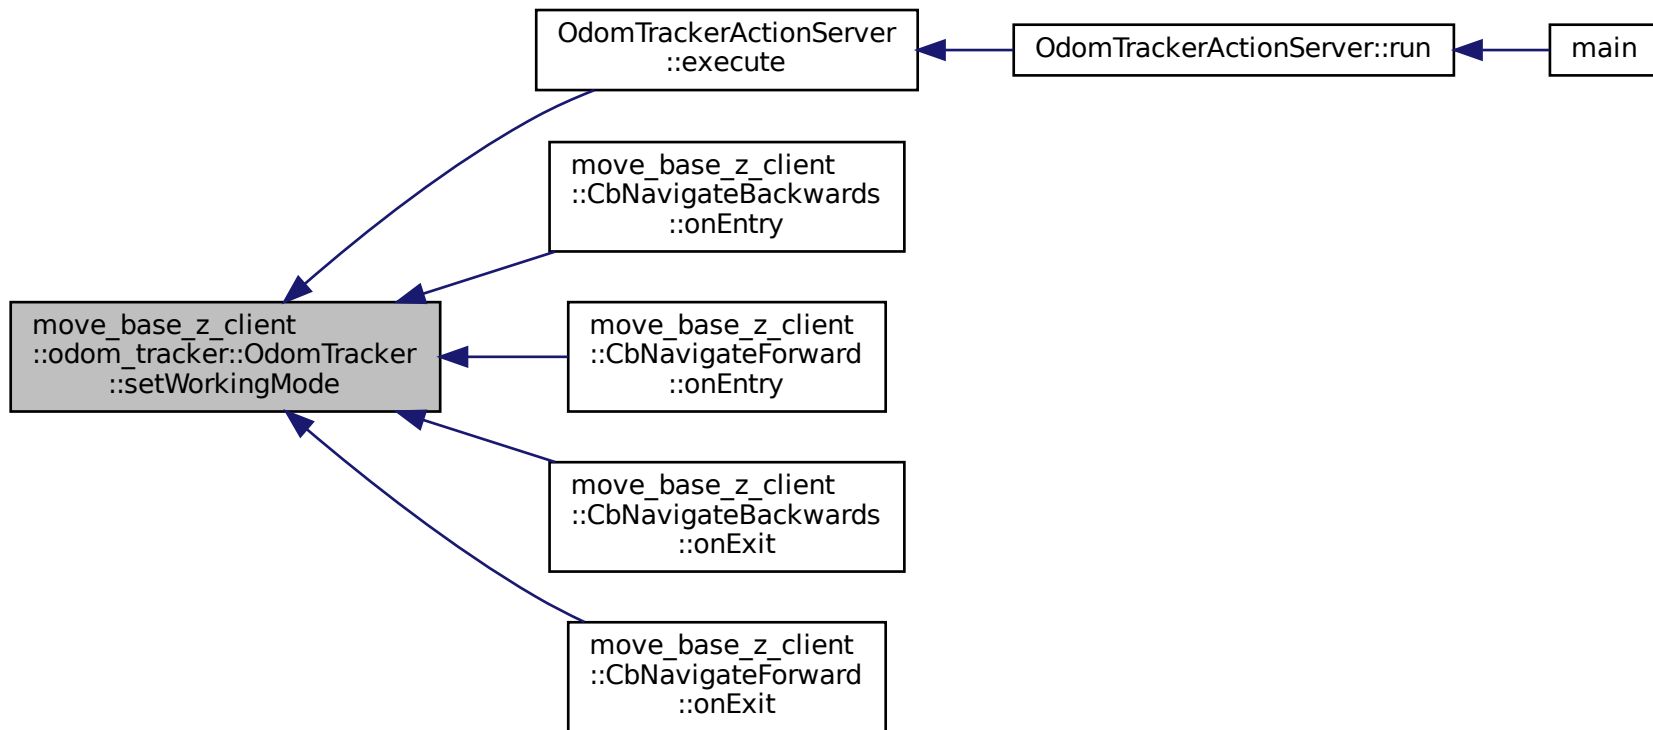 OdomTrackerActionServer
::execute
OdomTrackerActionServer::run
main
move_base_z_client
::CbNavigateBackwards
::onEntry
move_base_z_client
::odom_tracker::OdomTracker
::setWorkingMode
move_base_z_client
::CbNavigateForward
::onEntry
move_base_z_client
::CbNavigateBackwards
::onExit
move_base_z_client
::CbNavigateForward
::onExit